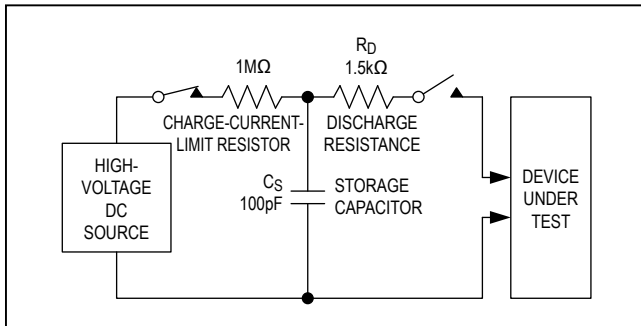 RD
1MΩ
1.5kΩ
CHARGE-CURRENT-
LIMIT RESISTOR
DISCHARGE
RESISTANCE
HIGH-
VOLTAGE
DC
SOURCE
CS
100pF
STORAGE
CAPACITOR
DEVICE
UNDER
TEST